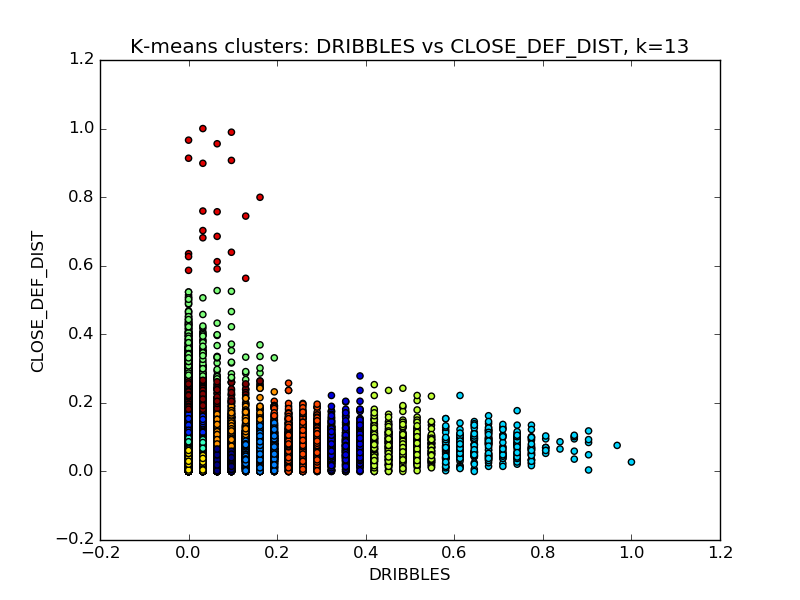 K-means clusters: DRIBBLES vs CLOSE_DEF_DIST, k=13
1.2
1.0
0.8
0.6
0.4
0.2
0.0
−0.2
CLOSE_DEF_DIST
−0.2 0.0 0.2 0.4 0.6 0.8 1.0 1.2
DRIBBLES